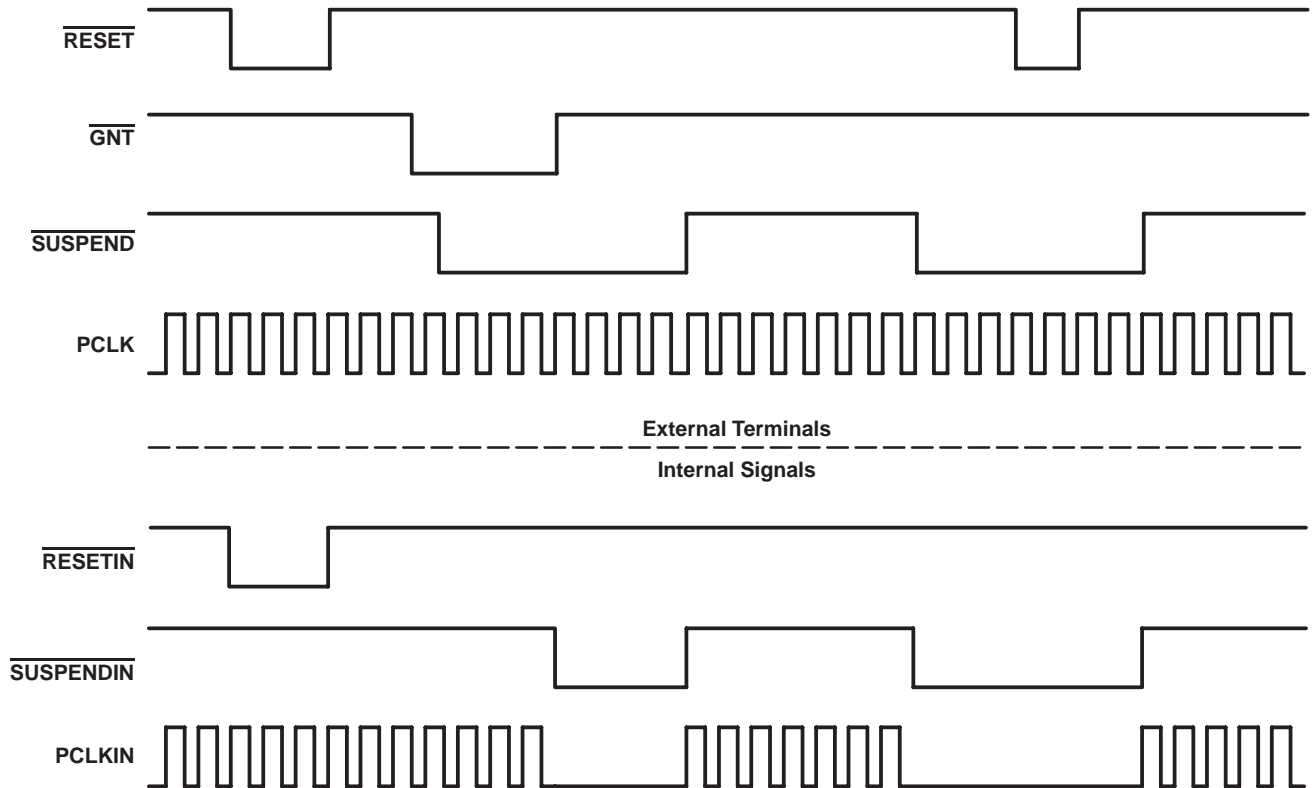 RESET
GNT
SUSPEND
PCLK
External Terminals
Internal Signals
RESETIN
SUSPENDIN
PCLKIN